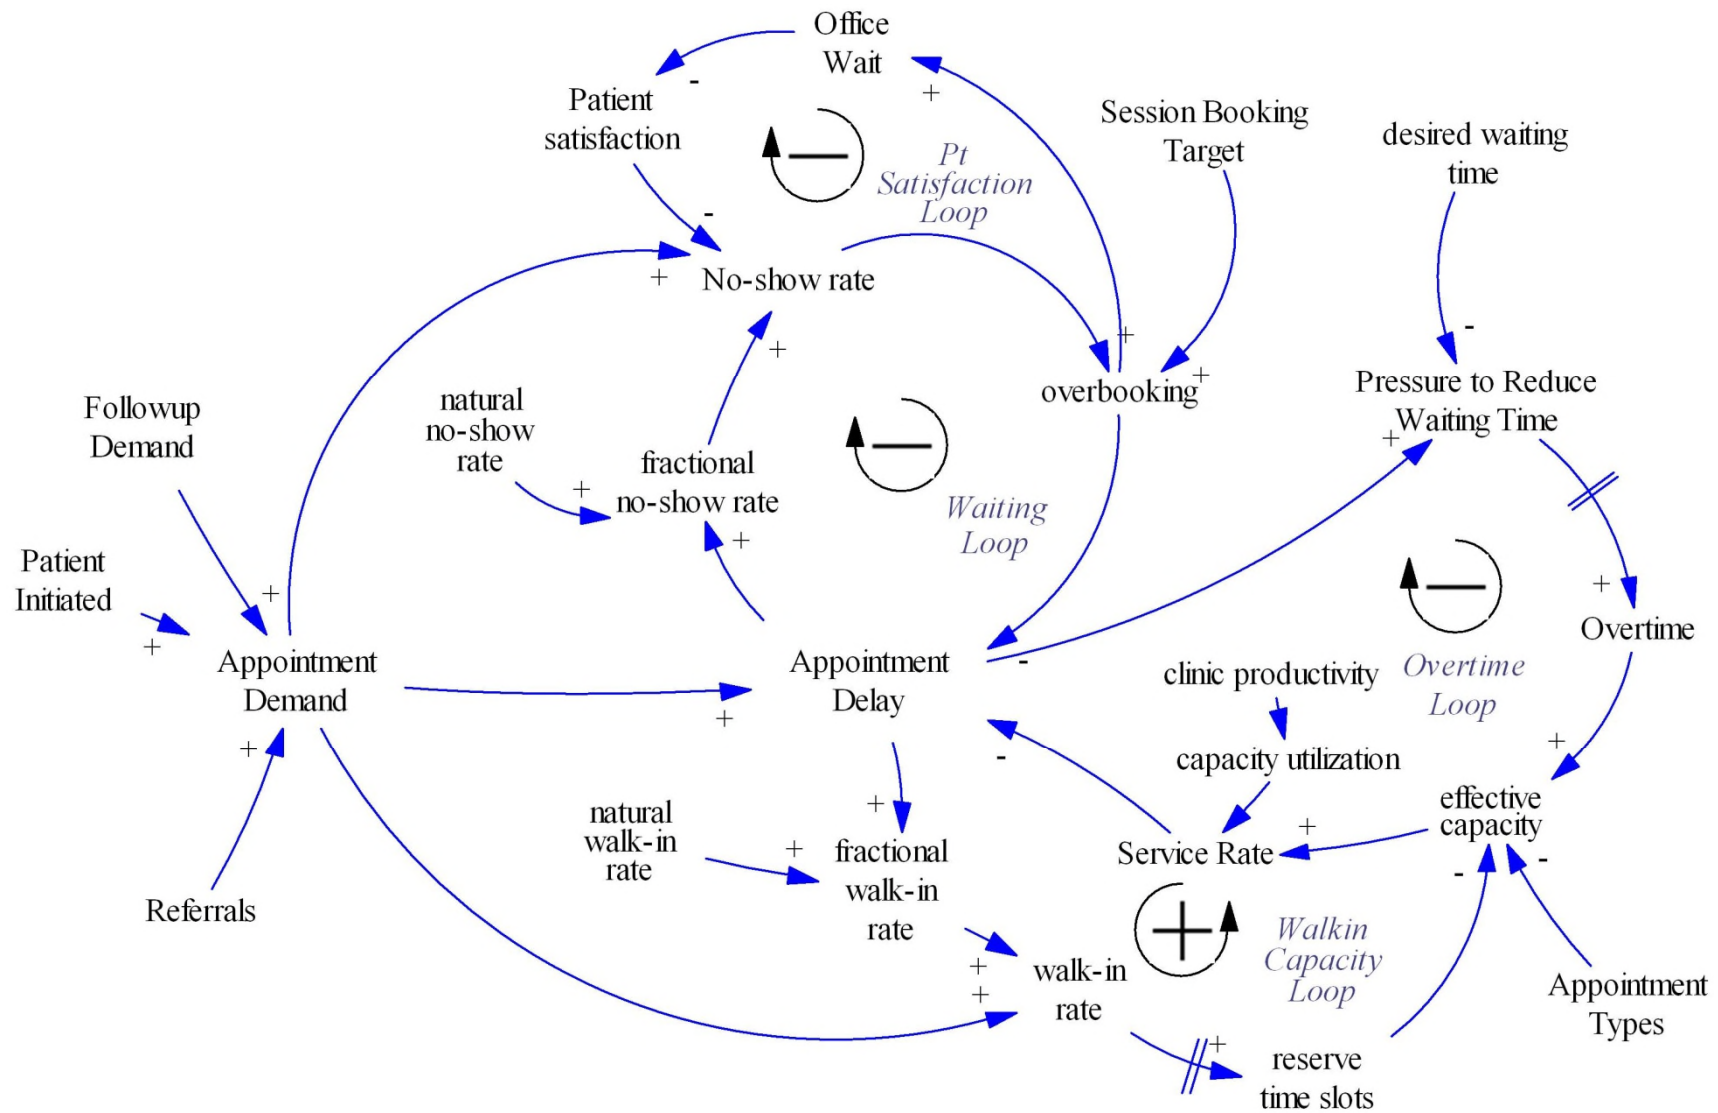 Office
Wait
Patient
satisfaction
-
+
Session Booking
Target
desired waiting
time
Pt
Satisfaction
Loop
-
No-show rate
+
+
+
-
overbooking
+
Pressure to Reduce
Waiting Time
+
Followup
Demand
natural
no-show
rate
+
fractional
no-show rate
+
Waiting
Loop
Patient
Initiated
+
+
Appointment
Demand
+
+
Appointment
Delay
-
-
+
Overtime
Overtime
Loop
clinic productivity
capacity utilization
+
effective
capacity
-
-
+
Service Rate
Referrals
natural
walk-in
rate
+
+
fractional
walk-in
rate
Walkin
Capacity
Loop
+
+
walk-in
rate
+
reserve
time slots
Appointment
Types